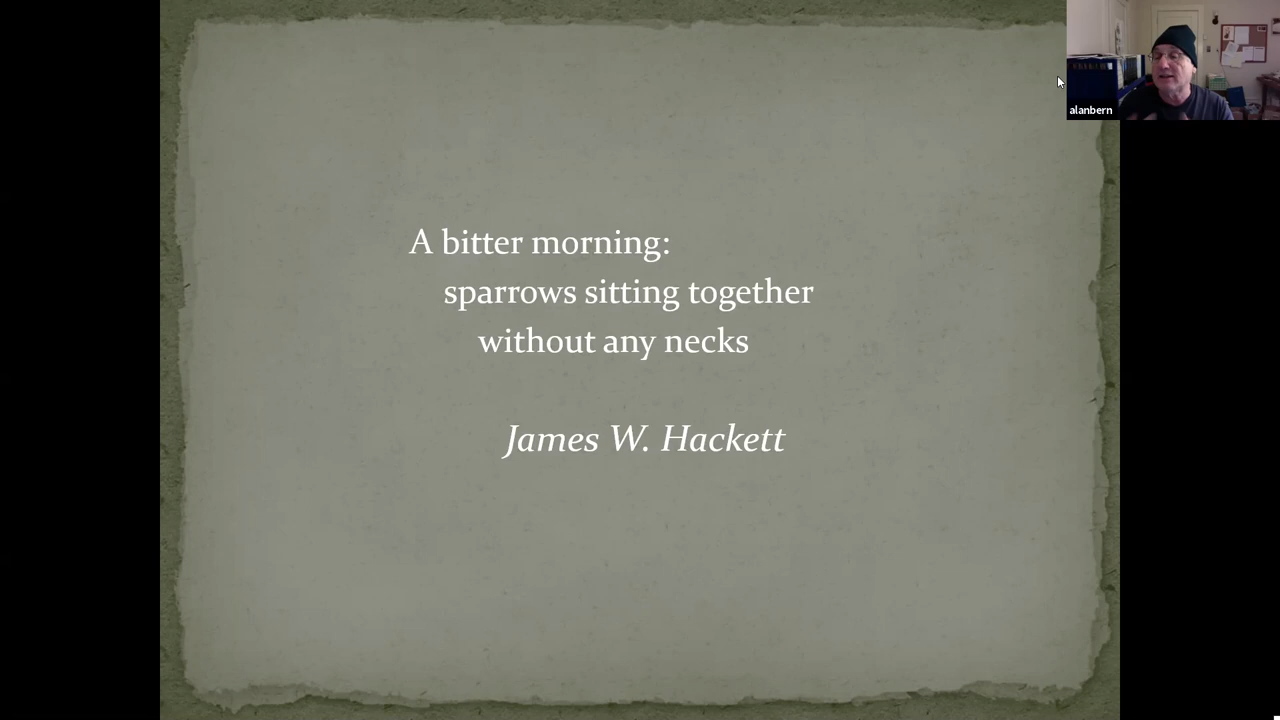 A bitter morning:
sparrows sitting together
without any necks
James W. Hackett
alanbern